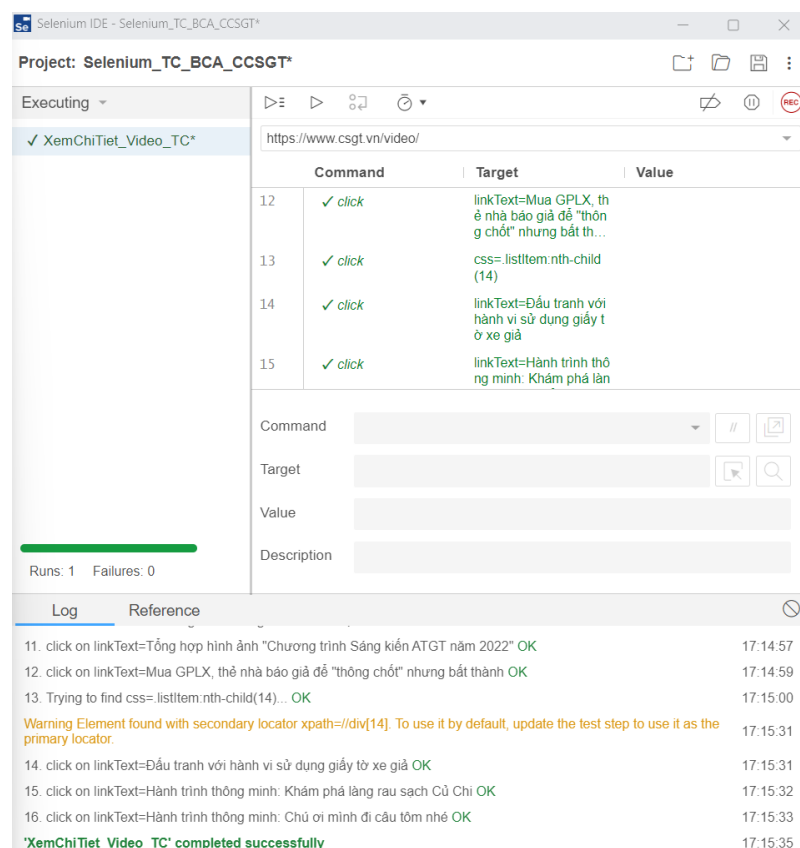 Selenium IDE - Selenium_TC_BCA_CCSGT*
Project: Selenium_TC_BCA_CCSGT*
Executing
REC
✓ XemChiTiet_Video_TC*
https://www.csgt.vn/video/
Command Target Value
12 ✓ click linkText=Mua GPLX, th
ẻ nhà báo giả để "thôn
g chốt" nhưng bất th…
13 ✓ click css=.listItem:nth-child
(14)
14 ✓ click linkText=Đấu tranh với
hành vi sử dụng giấy t
ờ xe giả
15 ✓ click linkText=Hành trình thô
ng minh: Khám phá làn
Command
//
Target
Value
Description
Runs: 1 Failures: 0
Log Reference
11. click on linkText=Tổng hợp hình ảnh "Chương trình Sáng kiến ATGT năm 2022" OK 17:14:57
12. click on linkText=Mua GPLX, thẻ nhà báo giả để "thông chốt" nhưng bất thành OK 17:14:59
13. Trying to find css=.listItem:nth-child(14)... OK 17:15:00
Warning Element found with secondary locator xpath=//div[14]. To use it by default, update the test step to use it as the 17:15:31
primary locator.
14. click on linkText=Đấu tranh với hành vi sử dụng giấy tờ xe giả OK 17:15:31
15. click on linkText=Hành trình thông minh: Khám phá làng rau sạch Củ Chi OK 17:15:32
16. click on linkText=Hành trình thông minh: Chú ơi mình đi câu tôm nhé OK 17:15:33
'XemChiTiet_Video_TC' completed successfully 17:15:35